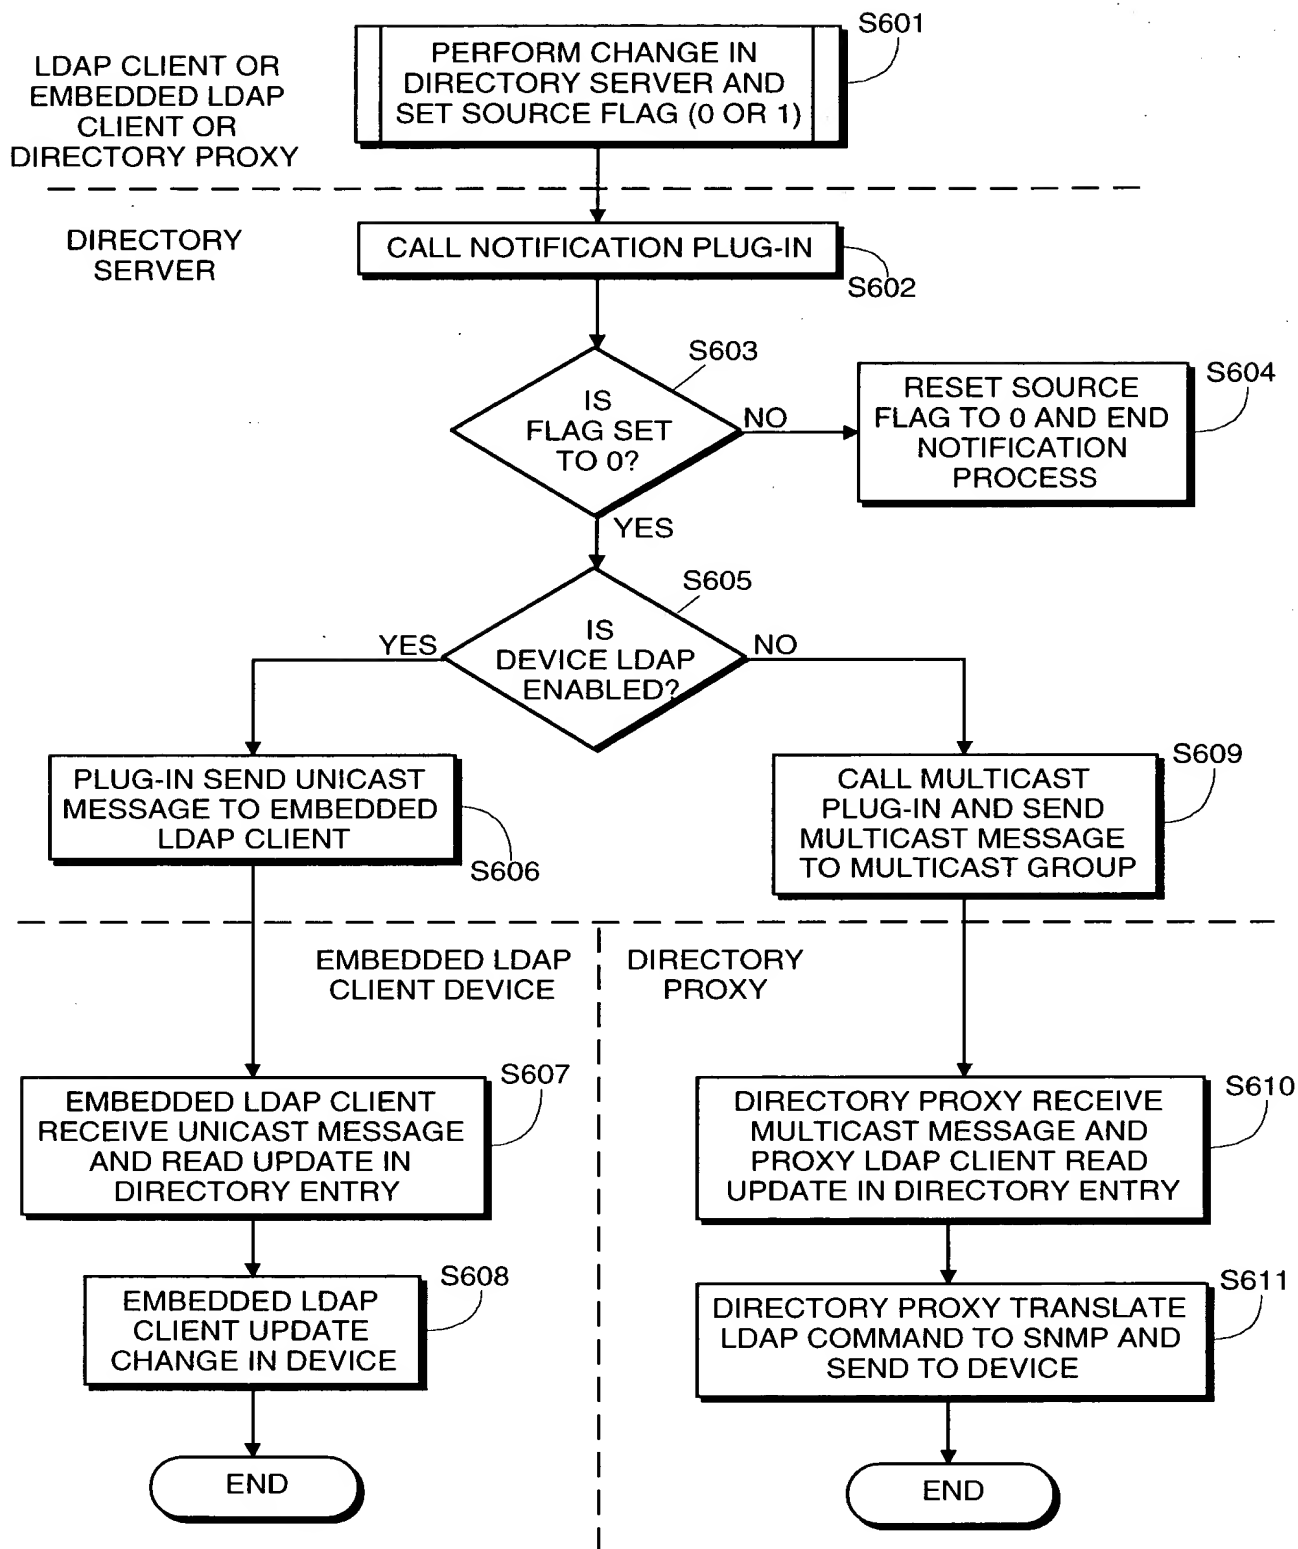 LDAP CLIENT OR
EMBEDDED LDAP
CLIENT OR
DIRECTORY PROXY
PERFORM CHANGE IN
DIRECTORY SERVER AND
SET SOURCE FLAG (0 OR 1)
S601
DIRECTORY
SERVER
CALL NOTIFICATION PLUG-IN
S602
IS
FLAG SET
TO 0?
S603
NO
RESET SOURCE
FLAG TO 0 AND END
NOTIFICATION
PROCESS
S604
YES
IS
DEVICE LDAP
ENABLED?
S605
YES
NO
PLUG-IN SEND UNICAST
MESSAGE TO EMBEDDED
LDAP CLIENT
S606
CALL MULTICAST
PLUG-IN AND SEND
MULTICAST MESSAGE
TO MULTICAST GROUP
S609
EMBEDDED LDAP
CLIENT DEVICE
DIRECTORY
PROXY
EMBEDDED LDAP CLIENT
RECEIVE UNICAST MESSAGE
AND READ UPDATE IN
DIRECTORY ENTRY
S607
DIRECTORY PROXY RECEIVE
MULTICAST MESSAGE AND
PROXY LDAP CLIENT READ
UPDATE IN DIRECTORY ENTRY
S610
EMBEDDED LDAP
CLIENT UPDATE
CHANGE IN DEVICE
S608
DIRECTORY PROXY TRANSLATE
LDAP COMMAND TO SNMP AND
SEND TO DEVICE
S611
END
END